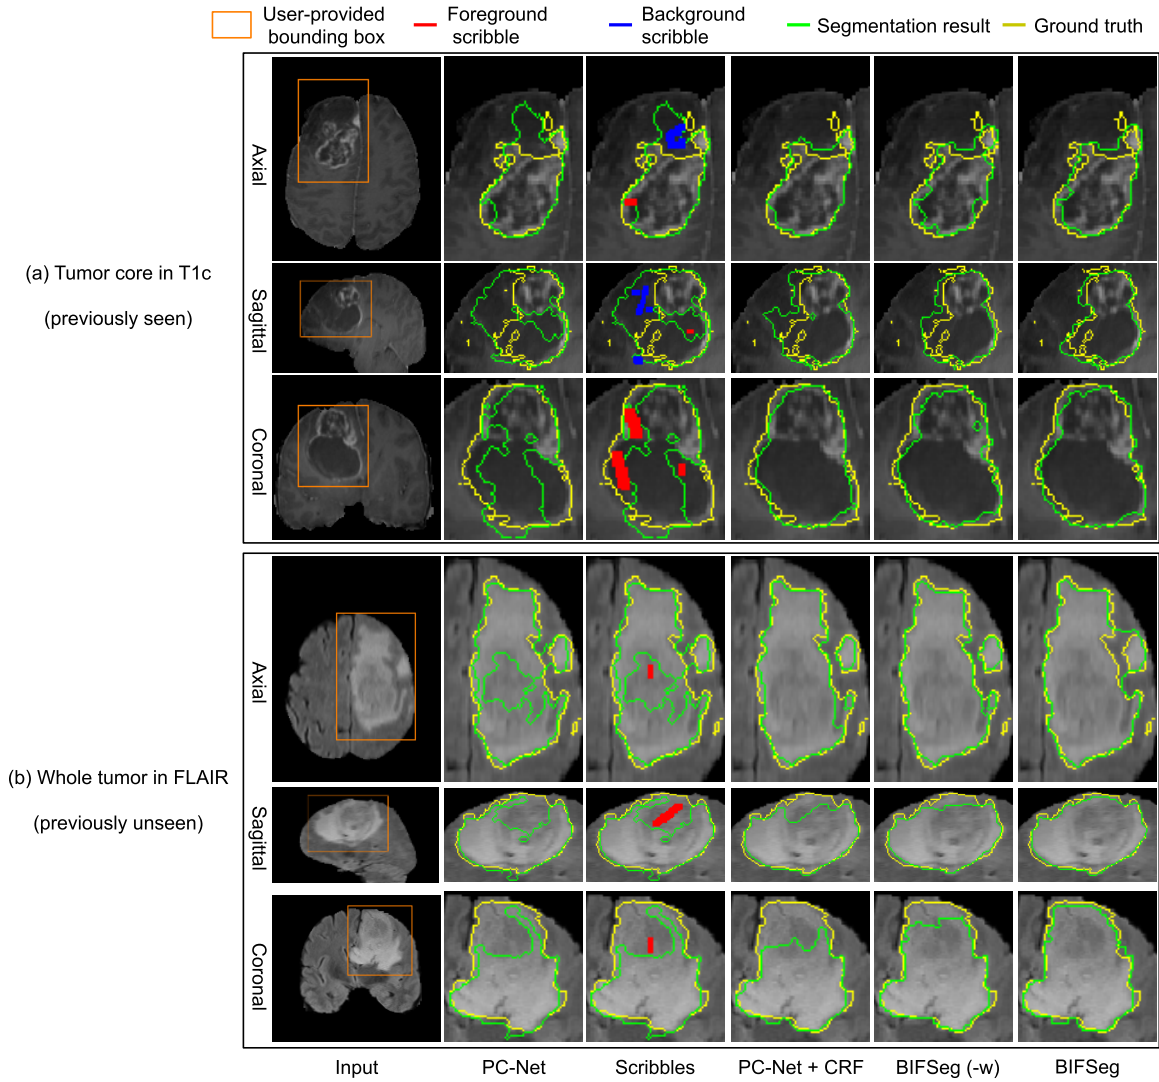 User-provided
bounding box
Foreground
scribble
Background
scribble
Segmentation result
Ground truth
(a) Tumor core in T1c
(previously seen)
Axial
Sagittal
Coronal
(b) Whole tumor in FLAIR
(previously unseen)
Axial
Sagittal
Coronal
Input
PC-Net
Scribbles
PC-Net + CRF
BIFSeg (-w)
BIFSeg